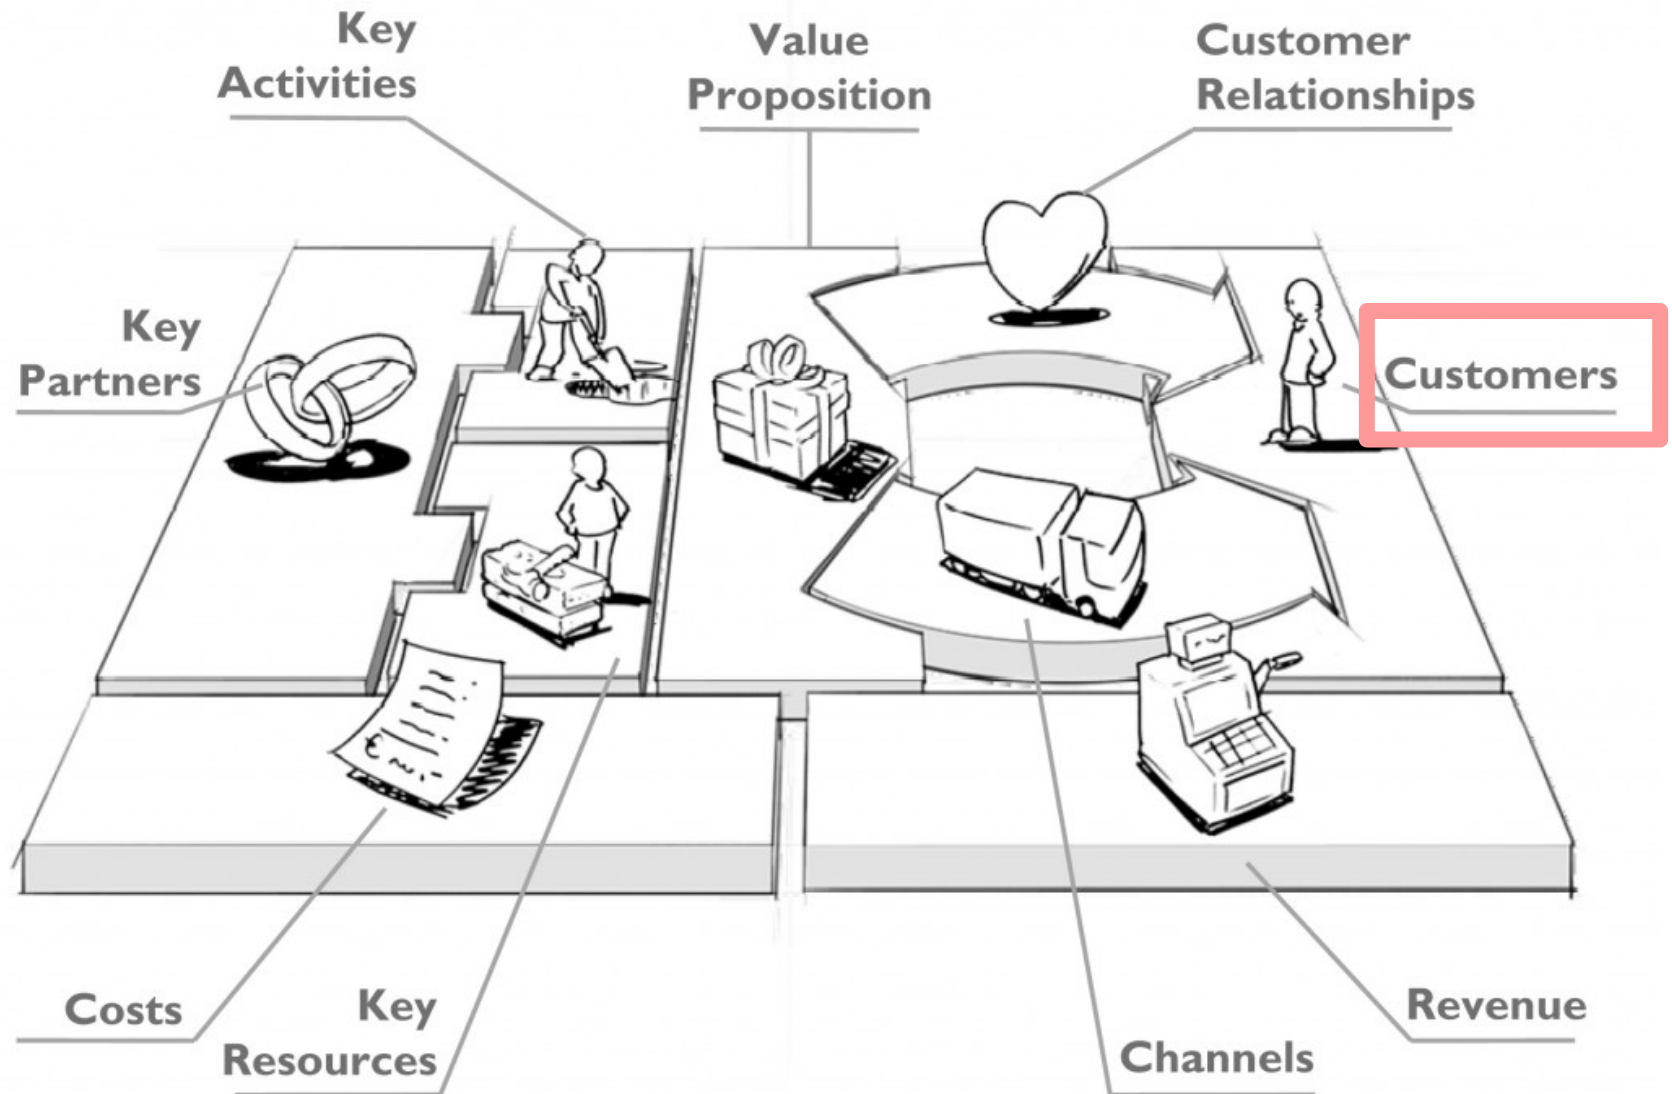 Key
Activities
Value
Proposition
Customer
Relationships
Key
Partners
Customers
Costs
Key
Resources
Channels
Revenue